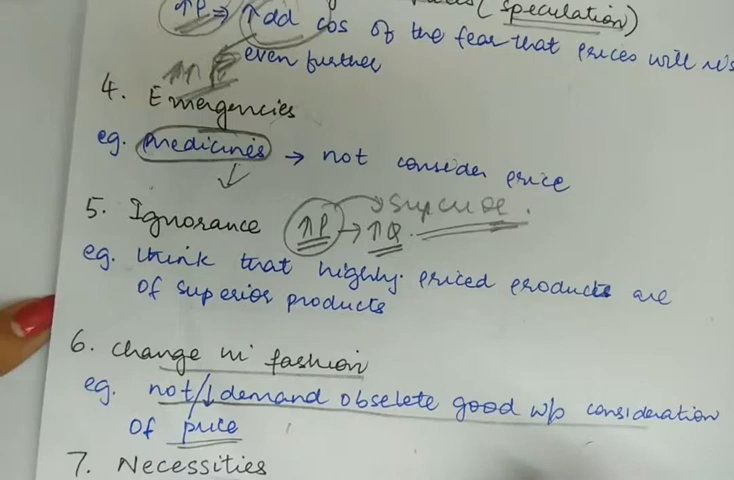 (speculation)
↑P ⇒ ↑dd cos of the fear that prices will
even further
4. Emergencies
eg. medicines → not consider price
5. Ignorance ↑P → ↑Q superior
eg. think that highly priced products are
of superior products
6. change in fashion
eg. not/↓demand obselete good w/o consideration
of price
7. Necessities